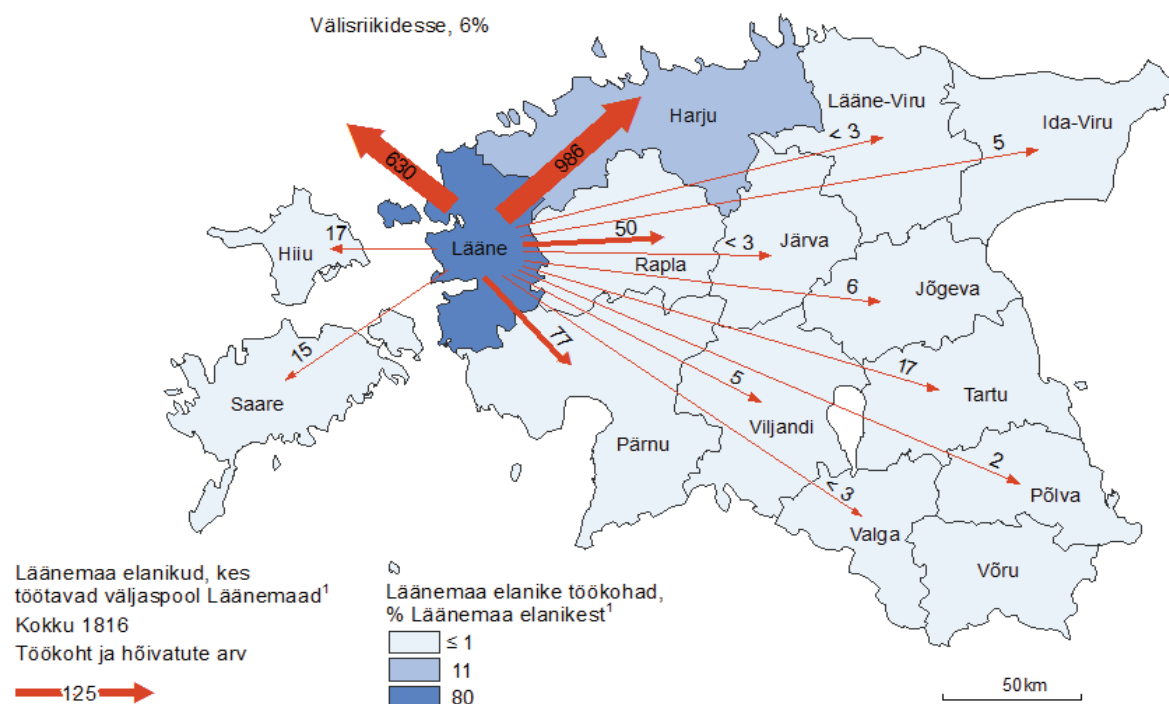 Välisriikidesse, 6%
Lääne-Viru
Harju
Ida-Viru
< 3
5
630
986
17
Hiiu
Lääne
50
Rapla
< 3
Järva
6
Jõgeva
15
Saare
77
5
Viljandi
17
Tartu
Pärnu
< 3
Valga
2
Põlva
Võru
Läänemaa elanikud, kes
töötavad väljaspool Läänemaad¹
Kokku 1816
Töökoht ja hõivatute arv
125
Läänemaa elanike töökohad,
% Läänemaa elanikest¹
≤ 1
11
80
50 km